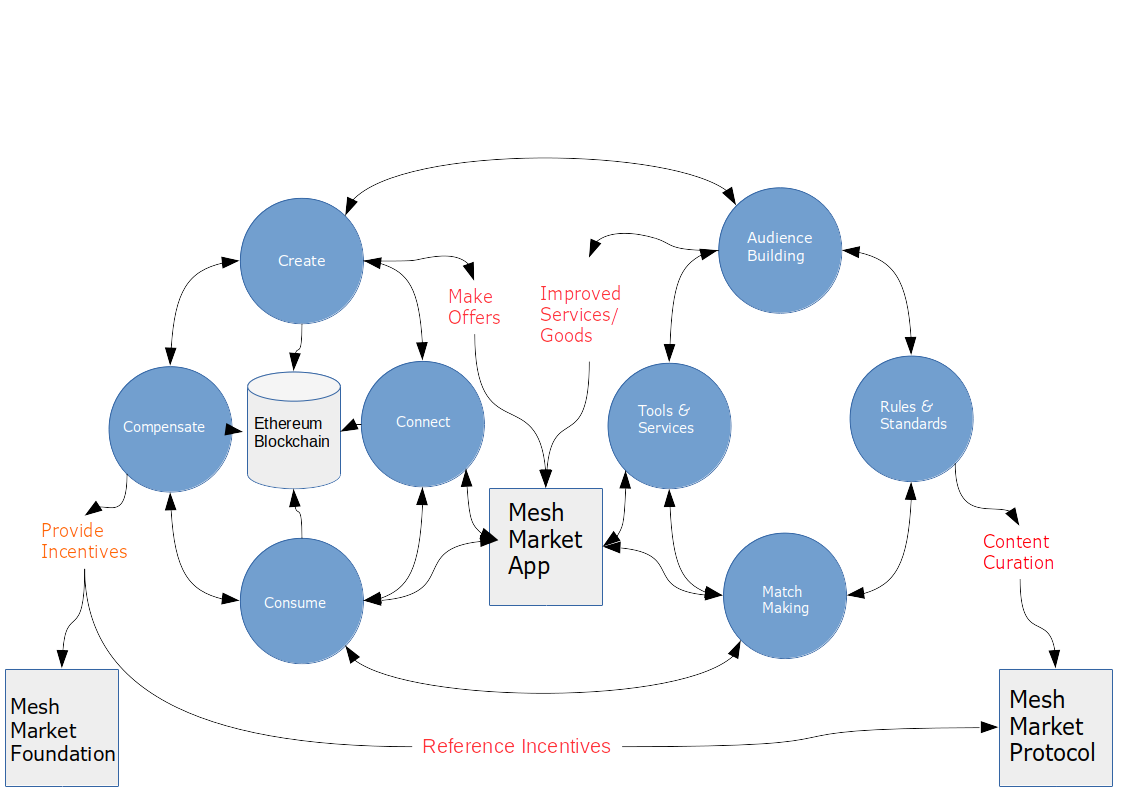 Audience
Building
Create
Make
Offers
Improved
Services/
Goods
Compensate
Ethereum
Blockchain
Connect
Tools &
Services
Rules &
Standards
Mesh
Market
App
Provide
Incentives
Content
Curation
Consume
Match
Making
Mesh
Market
Foundation
Reference Incentives
Mesh
Market
Protocol